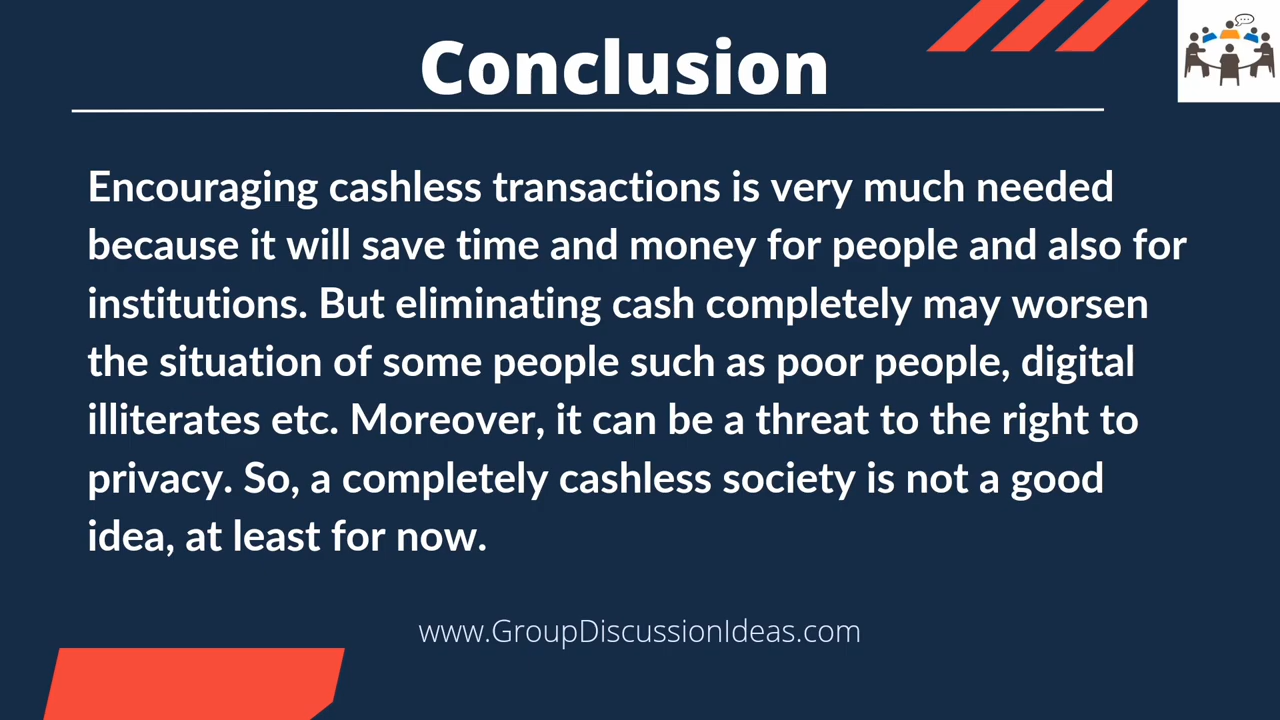 Conclusion
Encouraging cashless transactions is very much needed
because it will save time and money for people and also for
institutions. But eliminating cash completely may worsen
the situation of some people such as poor people, digital
illiterates etc. Moreover, it can be a threat to the right to
privacy. So, a completely cashless society is not a good
idea, at least for now.
www.GroupDiscussionIdeas.com